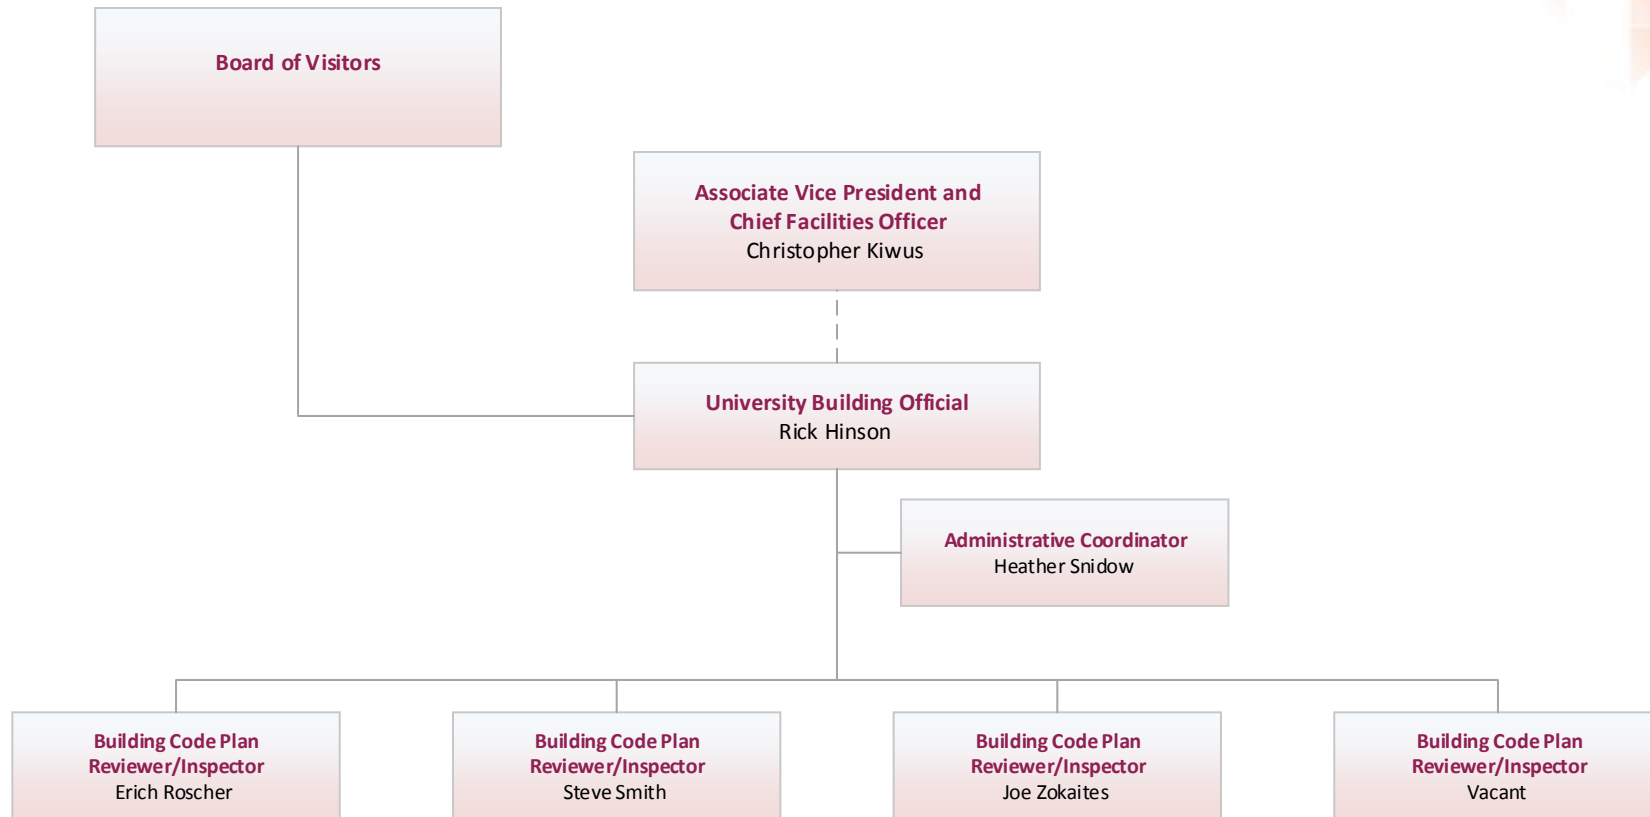 Board of Visitors
Associate Vice President and
Chief Facilities Officer
Christopher Kiwus
University Building Official
Rick Hinson
Administrative Coordinator
Heather Snidow
Building Code Plan
Reviewer/Inspector
Erich Roscher
Building Code Plan
Reviewer/Inspector
Steve Smith
Building Code Plan
Reviewer/Inspector
Joe Zokaites
Building Code Plan
Reviewer/Inspector
Vacant